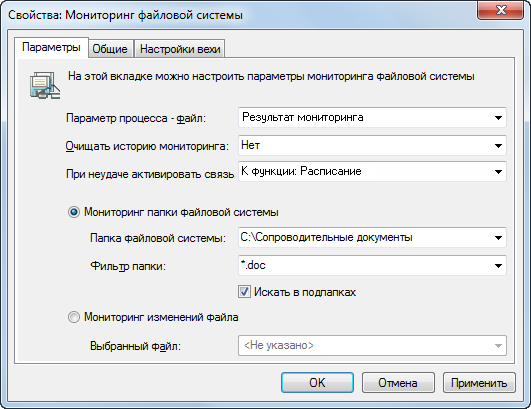 Свойства: Мониторинг файловой системы
Параметры Общие Настройки вехи
На этой вкладке можно настроить параметры мониторинга файловой системы
Параметр процесса - файл: Результат мониторинга
Очищать историю мониторинга: Нет
При неудаче активировать связь К функции: Расписание
Мониторинг папки файловой системы
Папка файловой системы: C:\Сопроводительные документы
Фильтр папки: *.doc
Искать в подпапках
Мониторинг изменений файла
Выбранный файл: <Не указано>
OK Отмена Применить